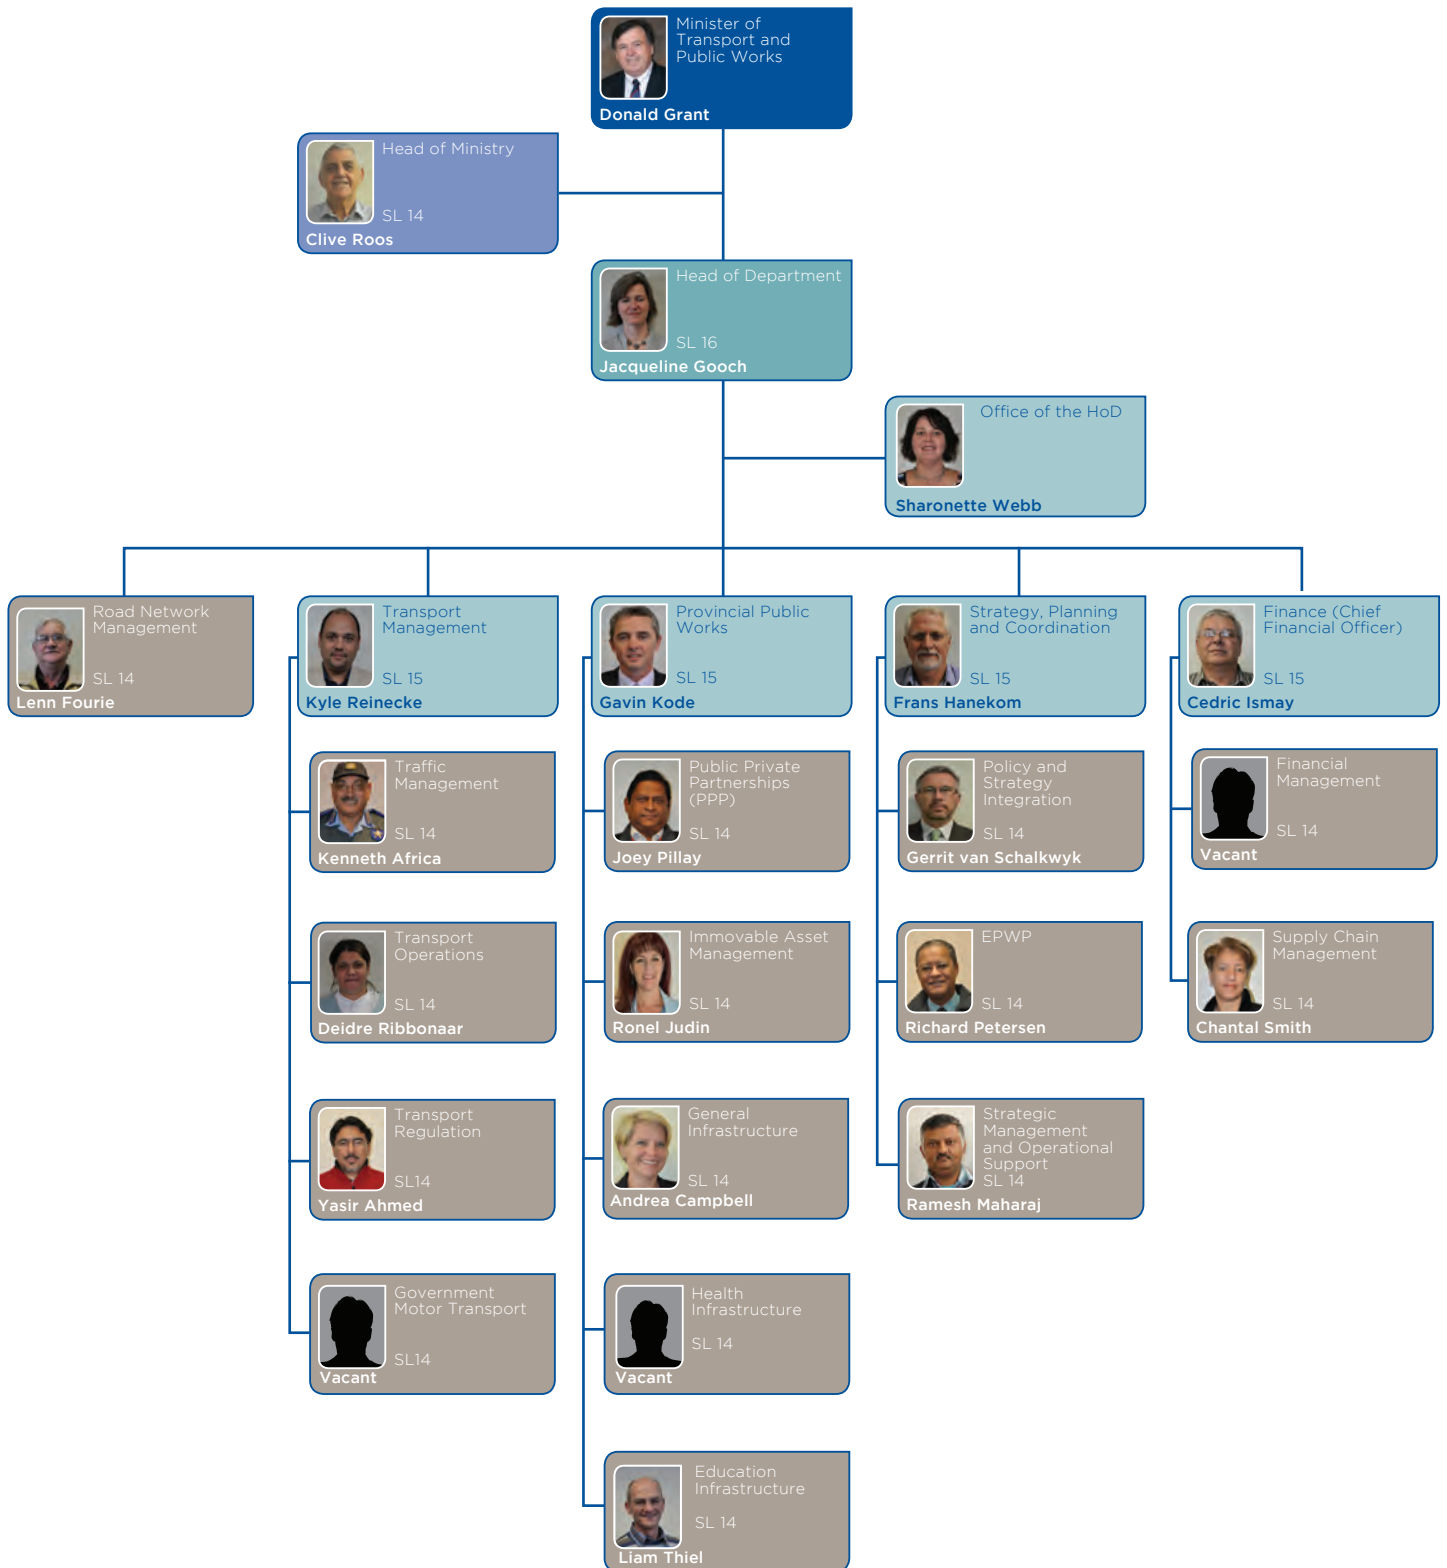 Minister of
Transport and
Public Works
Donald Grant
Head of Ministry
SL 14
Clive Roos
Head of Department
SL 16
Jacqueline Gooch
Office of the HoD
Sharonette Webb
Road Network
Management
SL 14
Lenn Fourie
Transport
Management
SL 15
Kyle Reinecke
Provincial Public
Works
SL 15
Gavin Kode
Strategy, Planning
and Coordination
SL 15
Frans Hanekom
Finance (Chief
Financial Officer)
SL 15
Cedric Ismay
Traffic
Management
SL 14
Kenneth Africa
Public Private
Partnerships
(PPP)
SL 14
Joey Pillay
Policy and
Strategy
Integration
SL 14
Gerrit van Schalkwyk
Financial
Management
SL 14
Vacant
Transport
Operations
SL 14
Deidre Ribbonaar
Immovable Asset
Management
SL 14
Ronel Judin
EPWP
SL 14
Richard Petersen
Supply Chain
Management
SL 14
Chantal Smith
Transport
Regulation
SL14
Yasir Ahmed
General
Infrastructure
SL 14
Andrea Campbell
Strategic
Management
and Operational
Support
SL 14
Ramesh Maharaj
Government
Motor Transport
SL14
Vacant
Health
Infrastructure
SL 14
Vacant
Education
Infrastructure
SL 14
Liam Thiel